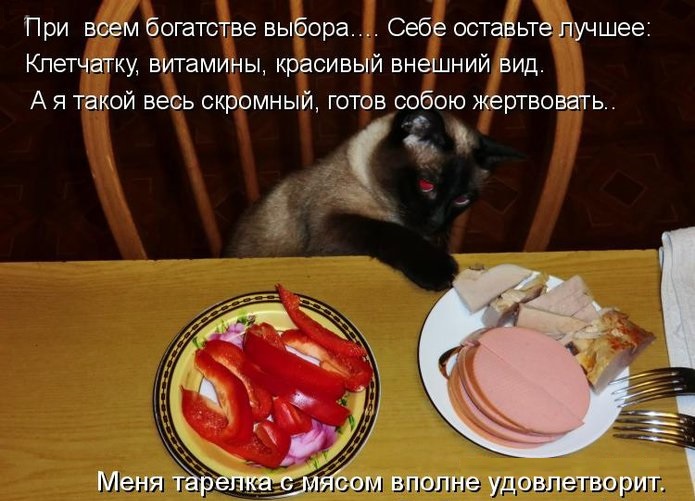 При всем богатстве выбора.... Себе оставьте лучшее:
Клетчатку, витамины, красивый внешний вид.
А я такой весь скромный, готов собою жертвовать..
Меня тарелка с мясом вполне удовлетворит.